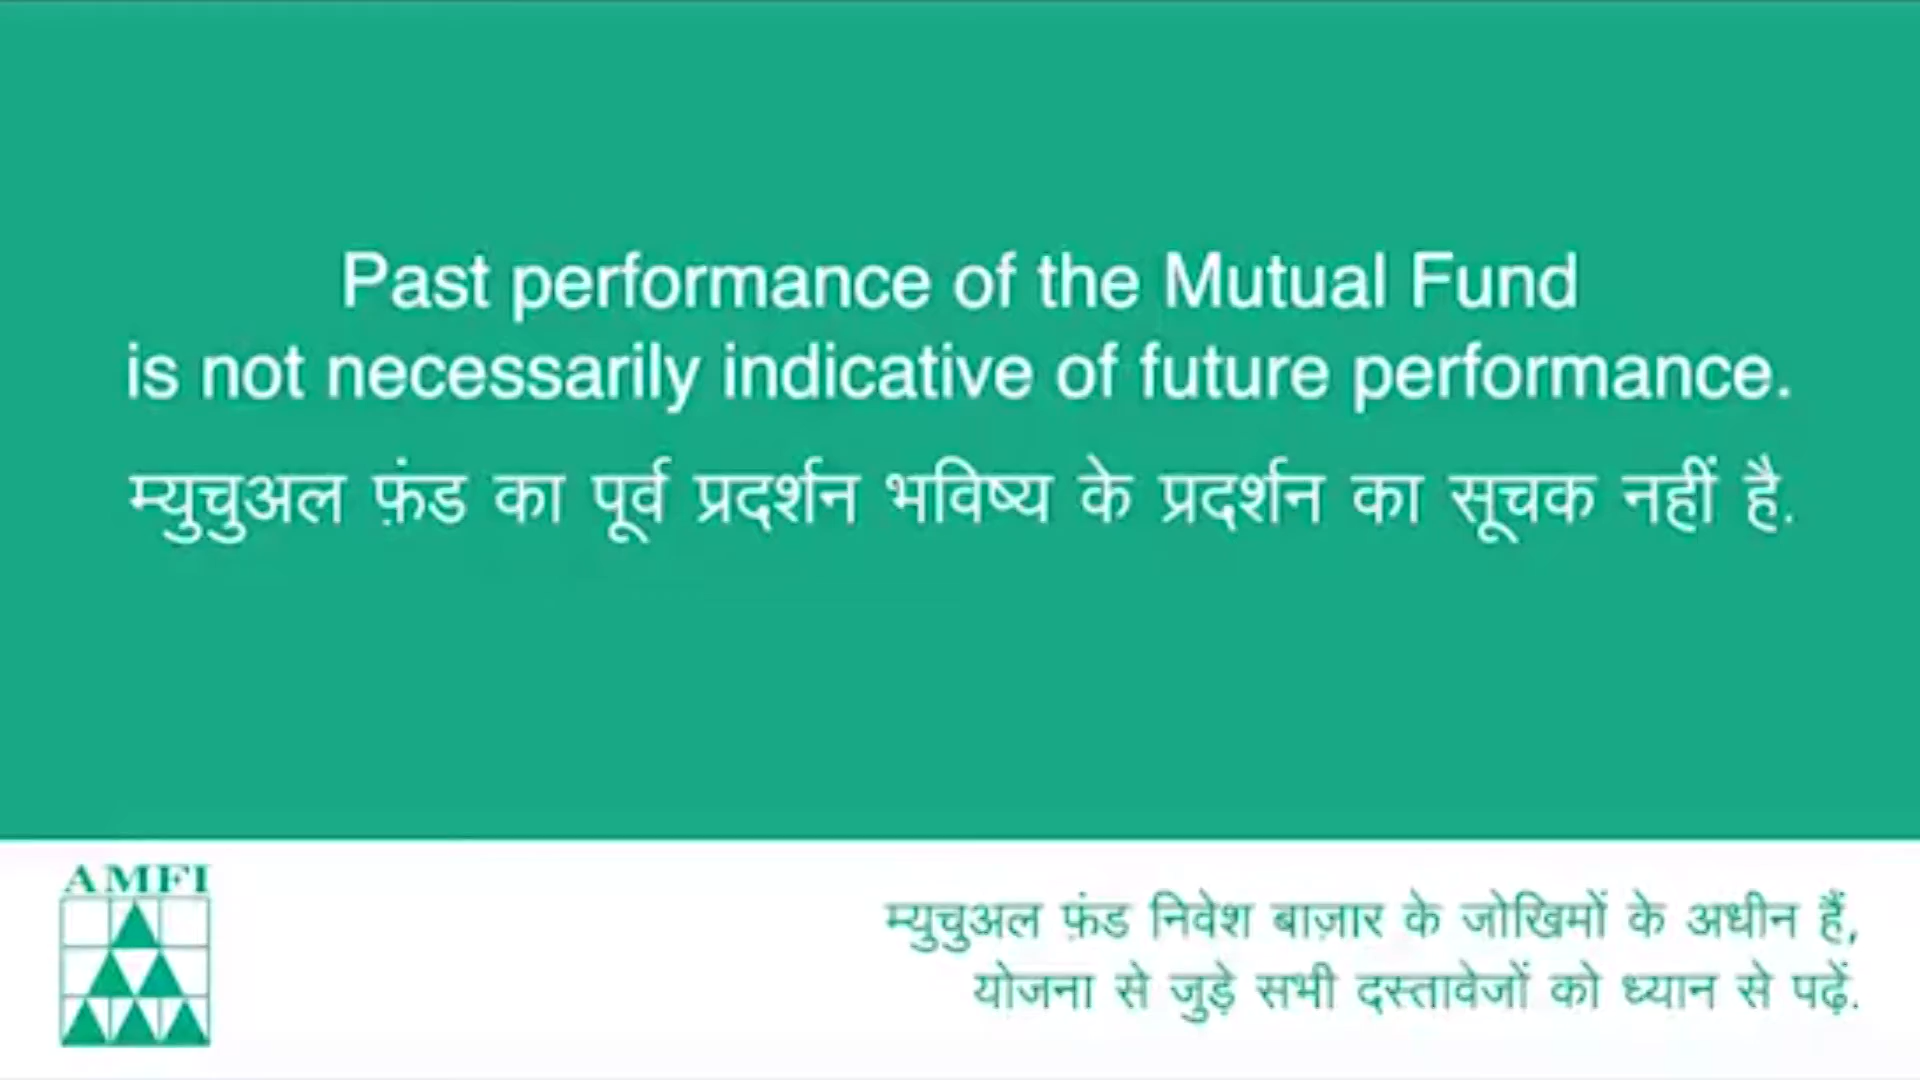 Past performance of the Mutual Fund
is not necessarily indicative of future performance.
म्युचुअल फ़ंड का पूर्व प्रदर्शन भविष्य के प्रदर्शन का सूचक नहीं है.
AMFI
म्युचुअल फ़ंड निवेश बाज़ार के जोखिमों के अधीन हैं,
योजना से जुड़े सभी दस्तावेजों को ध्यान से पढ़ें.